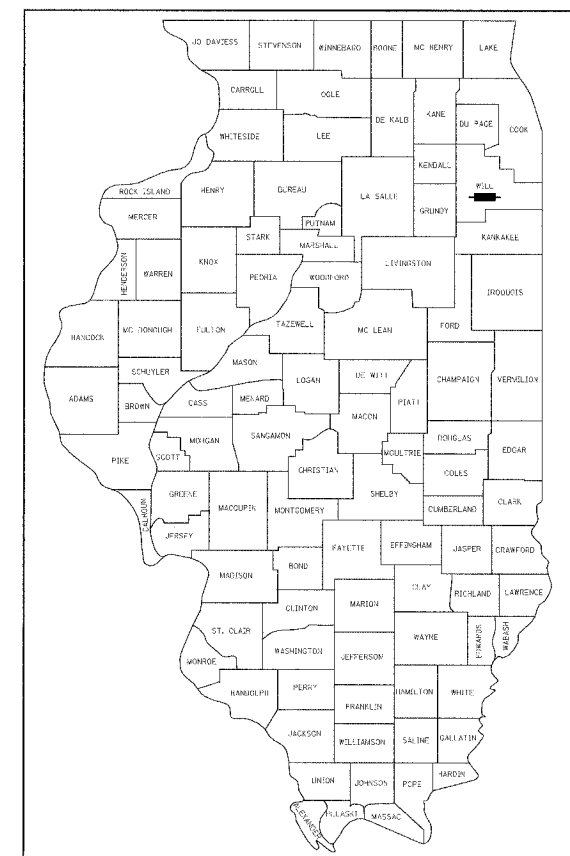 JO DAVIESS
STEVENSON
WINNEBAGO
BOONE
MC HENRY
LAKE
CARROLL
OGLE
DE KALB
KANE
DU PAGE
COOK
WHITESIDE
LEE
KENDALL
WILL
ROCK ISLAND
HENRY
BUREAU
LA SALLE
GRUNDY
MERCER
PUTNAM
KANKAKEE
STARK
MARSHALL
HENDERSON
WARREN
KNOX
PEORIA
WOODFORD
LIVINGSTON
IROQUOIS
HANCOCK
MC DONOUGH
FULTON
TAZEWELL
MC LEAN
FORD
MASON
SCHUYLER
LOGAN
DE WITT
CHAMPAIGN
VERMILION
ADAMS
BROWN
CASS
MENARD
MACON
PIATT
MORGAN
SANGAMON
DOUGLAS
EDGAR
PIKE
SCOTT
MOULTRIE
CHRISTIAN
COLES
SHELBY
CALHOUN
GREENE
MACOUPIN
MONTGOMERY
CUMBERLAND
CLARK
JERSEY
FAYETTE
EFFINGHAM
JASPER
CRAWFORD
BOND
MADISON
CLAY
RICHLAND
LAWRENCE
CLINTON
MARION
ST. CLAIR
WAYNE
EDWARDS
WABASH
WASHINGTON
JEFFERSON
MONROE
RANDOLPH
PERRY
HAMILTON
WHITE
FRANKLIN
JACKSON
WILLIAMSON
SALINE
GALLATIN
UNION
JOHNSON
POPE
HARDIN
ALEXANDER
PULASKI
MASSAC